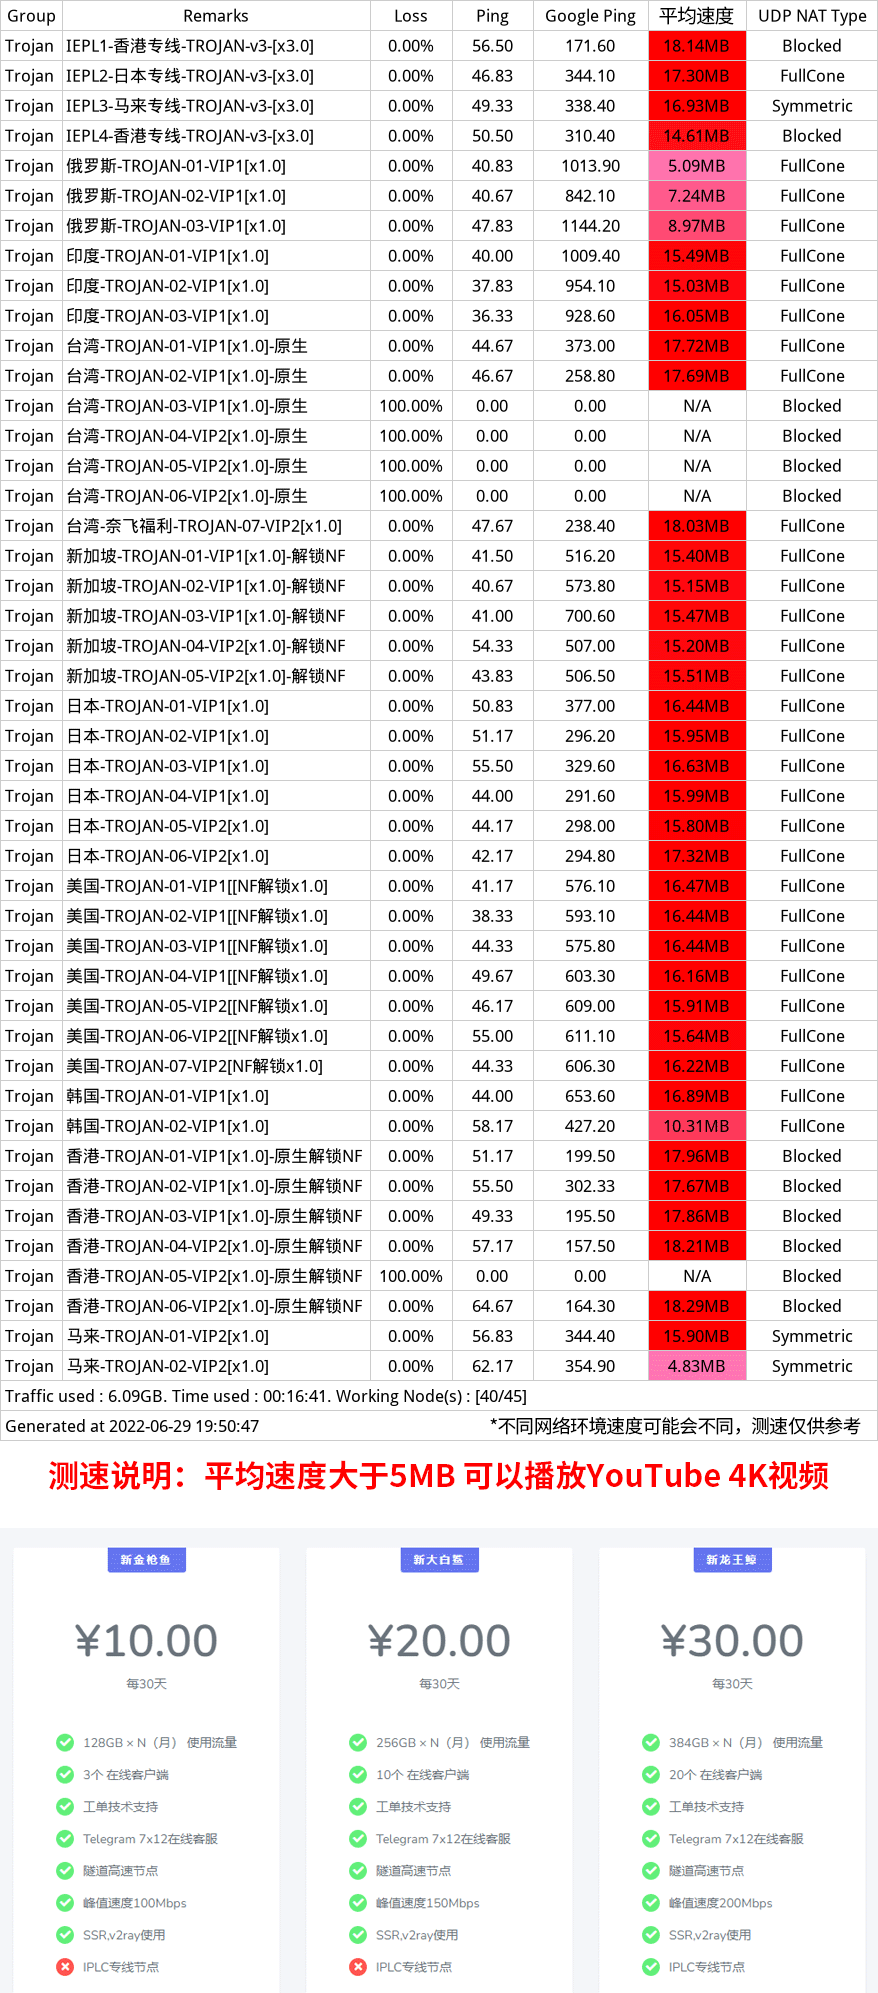 Group Remarks Loss Ping Google Ping 平均速度 UDP NAT Type
Trojan IEPL1-香港专线-TROJAN-v3-[x3.0] 0.00% 56.50 171.60 18.14MB Blocked
Trojan IEPL2-日本专线-TROJAN-v3-[x3.0] 0.00% 46.83 344.10 17.30MB FullCone
Trojan IEPL3-马来专线-TROJAN-v3-[x3.0] 0.00% 49.33 338.40 16.93MB Symmetric
Trojan IEPL4-香港专线-TROJAN-v3-[x3.0] 0.00% 50.50 310.40 14.61MB Blocked
Trojan 俄罗斯-TROJAN-01-VIP1[x1.0] 0.00% 40.83 1013.90 5.09MB FullCone
Trojan 俄罗斯-TROJAN-02-VIP1[x1.0] 0.00% 40.67 842.10 7.24MB FullCone
Trojan 俄罗斯-TROJAN-03-VIP1[x1.0] 0.00% 47.83 1144.20 8.97MB FullCone
Trojan 印度-TROJAN-01-VIP1[x1.0] 0.00% 40.00 1009.40 15.49MB FullCone
Trojan 印度-TROJAN-02-VIP1[x1.0] 0.00% 37.83 954.10 15.03MB FullCone
Trojan 印度-TROJAN-03-VIP1[x1.0] 0.00% 36.33 928.60 16.05MB FullCone
Trojan 台湾-TROJAN-01-VIP1[x1.0]-原生 0.00% 44.67 373.00 17.72MB FullCone
Trojan 台湾-TROJAN-02-VIP1[x1.0]-原生 0.00% 46.67 258.80 17.69MB FullCone
Trojan 台湾-TROJAN-03-VIP1[x1.0]-原生 100.00% 0.00 0.00 N/A Blocked
Trojan 台湾-TROJAN-04-VIP2[x1.0]-原生 100.00% 0.00 0.00 N/A Blocked
Trojan 台湾-TROJAN-05-VIP2[x1.0]-原生 100.00% 0.00 0.00 N/A Blocked
Trojan 台湾-TROJAN-06-VIP2[x1.0]-原生 100.00% 0.00 0.00 N/A Blocked
Trojan 台湾-奈飞福利-TROJAN-07-VIP2[x1.0] 0.00% 47.67 238.40 18.03MB FullCone
Trojan 新加坡-TROJAN-01-VIP1[x1.0]-解锁NF 0.00% 41.50 516.20 15.40MB FullCone
Trojan 新加坡-TROJAN-02-VIP1[x1.0]-解锁NF 0.00% 40.67 573.80 15.15MB FullCone
Trojan 新加坡-TROJAN-03-VIP1[x1.0]-解锁NF 0.00% 41.00 700.60 15.47MB FullCone
Trojan 新加坡-TROJAN-04-VIP2[x1.0]-解锁NF 0.00% 54.33 507.00 15.20MB FullCone
Trojan 新加坡-TROJAN-05-VIP2[x1.0]-解锁NF 0.00% 43.83 506.50 15.51MB FullCone
Trojan 日本-TROJAN-01-VIP1[x1.0] 0.00% 50.83 377.00 16.44MB FullCone
Trojan 日本-TROJAN-02-VIP1[x1.0] 0.00% 51.17 296.20 15.95MB FullCone
Trojan 日本-TROJAN-03-VIP1[x1.0] 0.00% 55.50 329.60 16.63MB FullCone
Trojan 日本-TROJAN-04-VIP1[x1.0] 0.00% 44.00 291.60 15.99MB FullCone
Trojan 日本-TROJAN-05-VIP2[x1.0] 0.00% 44.17 298.00 15.80MB FullCone
Trojan 日本-TROJAN-06-VIP2[x1.0] 0.00% 42.17 294.80 17.32MB FullCone
Trojan 美国-TROJAN-01-VIP1[[NF解锁x1.0] 0.00% 41.17 576.10 16.47MB FullCone
Trojan 美国-TROJAN-02-VIP1[[NF解锁x1.0] 0.00% 38.33 593.10 16.44MB FullCone
Trojan 美国-TROJAN-03-VIP1[[NF解锁x1.0] 0.00% 44.33 575.80 16.44MB FullCone
Trojan 美国-TROJAN-04-VIP1[[NF解锁x1.0] 0.00% 49.67 603.30 16.16MB FullCone
Trojan 美国-TROJAN-05-VIP2[[NF解锁x1.0] 0.00% 46.17 609.00 15.91MB FullCone
Trojan 美国-TROJAN-06-VIP2[[NF解锁x1.0] 0.00% 55.00 611.10 15.64MB FullCone
Trojan 美国-TROJAN-07-VIP2[NF解锁x1.0] 0.00% 44.33 606.30 16.22MB FullCone
Trojan 韩国-TROJAN-01-VIP1[x1.0] 0.00% 44.00 653.60 16.89MB FullCone
Trojan 韩国-TROJAN-02-VIP1[x1.0] 0.00% 58.17 427.20 10.31MB FullCone
Trojan 香港-TROJAN-01-VIP1[x1.0]-原生解锁NF 0.00% 51.17 199.50 17.96MB Blocked
Trojan 香港-TROJAN-02-VIP1[x1.0]-原生解锁NF 0.00% 55.50 302.33 17.67MB Blocked
Trojan 香港-TROJAN-03-VIP1[x1.0]-原生解锁NF 0.00% 49.33 195.50 17.86MB Blocked
Trojan 香港-TROJAN-04-VIP2[x1.0]-原生解锁NF 0.00% 57.17 157.50 18.21MB Blocked
Trojan 香港-TROJAN-05-VIP2[x1.0]-原生解锁NF 100.00% 0.00 0.00 N/A Blocked
Trojan 香港-TROJAN-06-VIP2[x1.0]-原生解锁NF 0.00% 64.67 164.30 18.29MB Blocked
Trojan 马来-TROJAN-01-VIP2[x1.0] 0.00% 56.83 344.40 15.90MB Symmetric
Trojan 马来-TROJAN-02-VIP2[x1.0] 0.00% 62.17 354.90 4.83MB Symmetric
Traffic used : 6.09GB. Time used : 00:16:41. Working Node(s) : [40/45]
Generated at 2022-06-29 19:50:47 *不同网络环境速度可能会不同，测速仅供参考
测速说明：平均速度大于5MB 可以播放YouTube 4K视频
新金枪鱼
¥10.00
每30天
128GB × N（月） 使用流量
3个 在线客户端
工单技术支持
Telegram 7x12在线客服
隧道高速节点
峰值速度100Mbps
SSR,v2ray使用
IPLC专线节点
新大白鲨
¥20.00
每30天
256GB × N（月） 使用流量
10个 在线客户端
工单技术支持
Telegram 7x12在线客服
隧道高速节点
峰值速度150Mbps
SSR,v2ray使用
IPLC专线节点
新龙王鲸
¥30.00
每30天
384GB × N（月） 使用流量
20个 在线客户端
工单技术支持
Telegram 7x12在线客服
隧道高速节点
峰值速度200Mbps
SSR,v2ray使用
IPLC专线节点